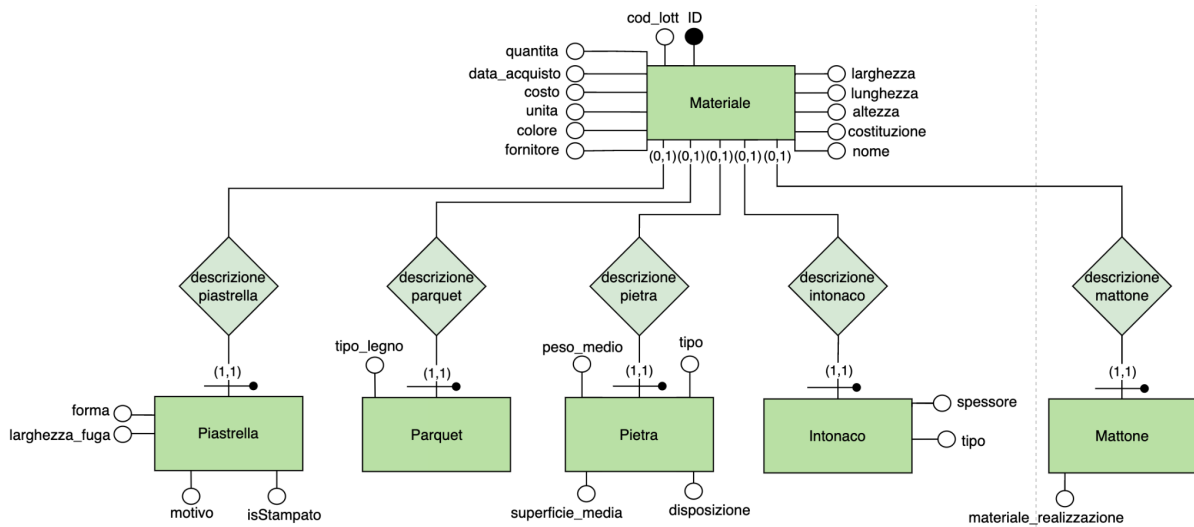 cod_lott
ID
quantita
data_acquisto
costo
unita
colore
fornitore
Materiale
larghezza
lunghezza
altezza
costituzione
nome
(0,1)
(0,1)
(0,1)
(0,1)
(0,1)
descrizione
piastrella
descrizione
parquet
descrizione
pietra
descrizione
intonaco
descrizione
mattone
(1,1)
(1,1)
(1,1)
(1,1)
(1,1)
forma
larghezza_fuga
Piastrella
motivo
isStampato
tipo_legno
Parquet
peso_medio
tipo
Pietra
superficie_media
disposizione
Intonaco
spessore
tipo
Mattone
materiale_realizzazione